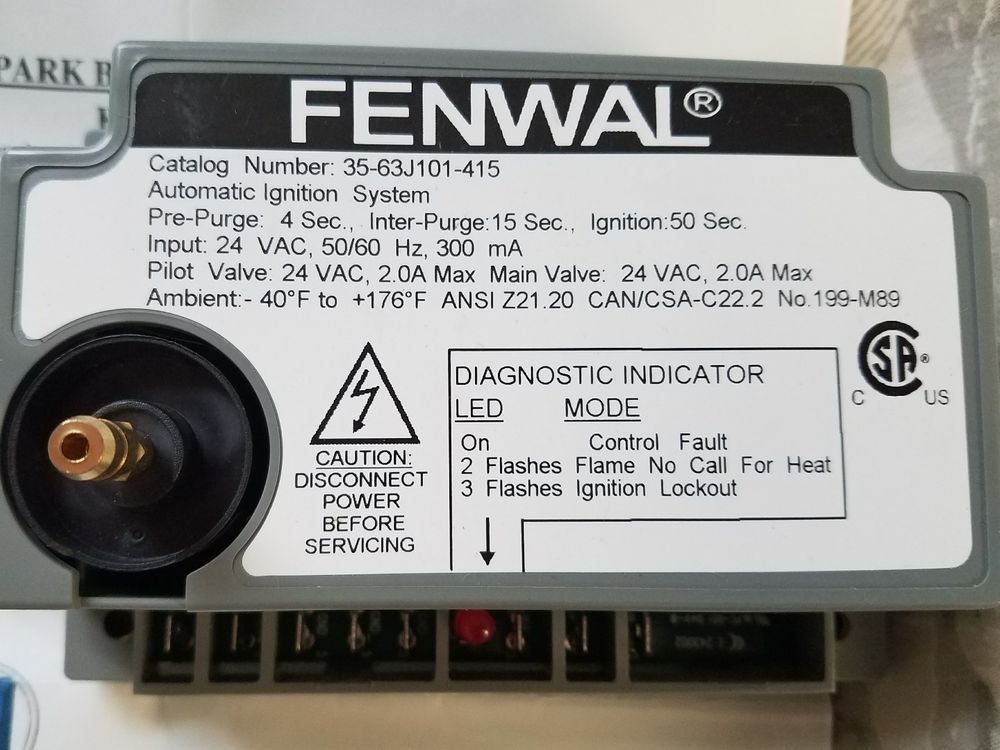 PARK
FENWAL®
Catalog Number: 35-63J101-415
Automatic Ignition System
Pre-Purge: 4 Sec., Inter-Purge:15 Sec., Ignition:50 Sec.
Input: 24 VAC, 50/60 Hz, 300 mA
Pilot Valve: 24 VAC, 2.0A Max Main Valve: 24 VAC, 2.0A Max
Ambient:- 40°F to +176°F ANSI Z21.20 CAN/CSA-C22.2 No.199-M89
CSA®
C US
CAUTION:
DISCONNECT
POWER
BEFORE
SERVICING
DIAGNOSTIC INDICATOR
LED MODE
On Control Fault
2 Flashes Flame No Call For Heat
3 Flashes Ignition Lockout